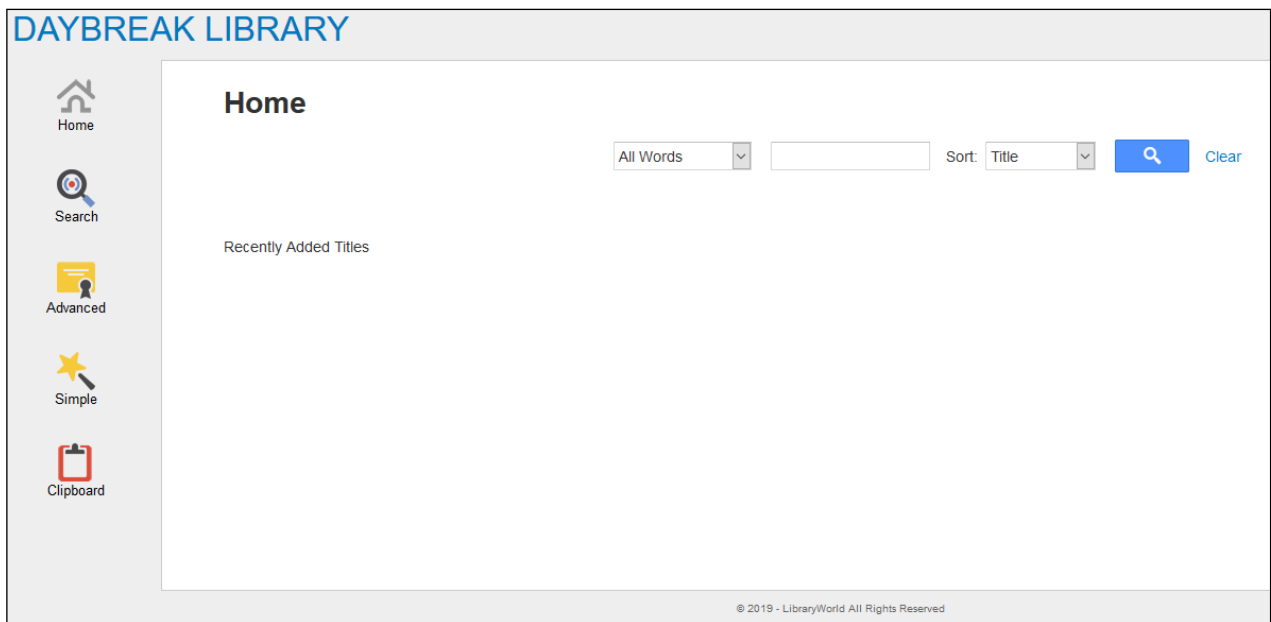 DAYBREAK LIBRARY
Home
Search
Advanced
Simple
Clipboard
Home
All Words Sort: Title Clear
Recently Added Titles
© 2019 - LibraryWorld All Rights Reserved